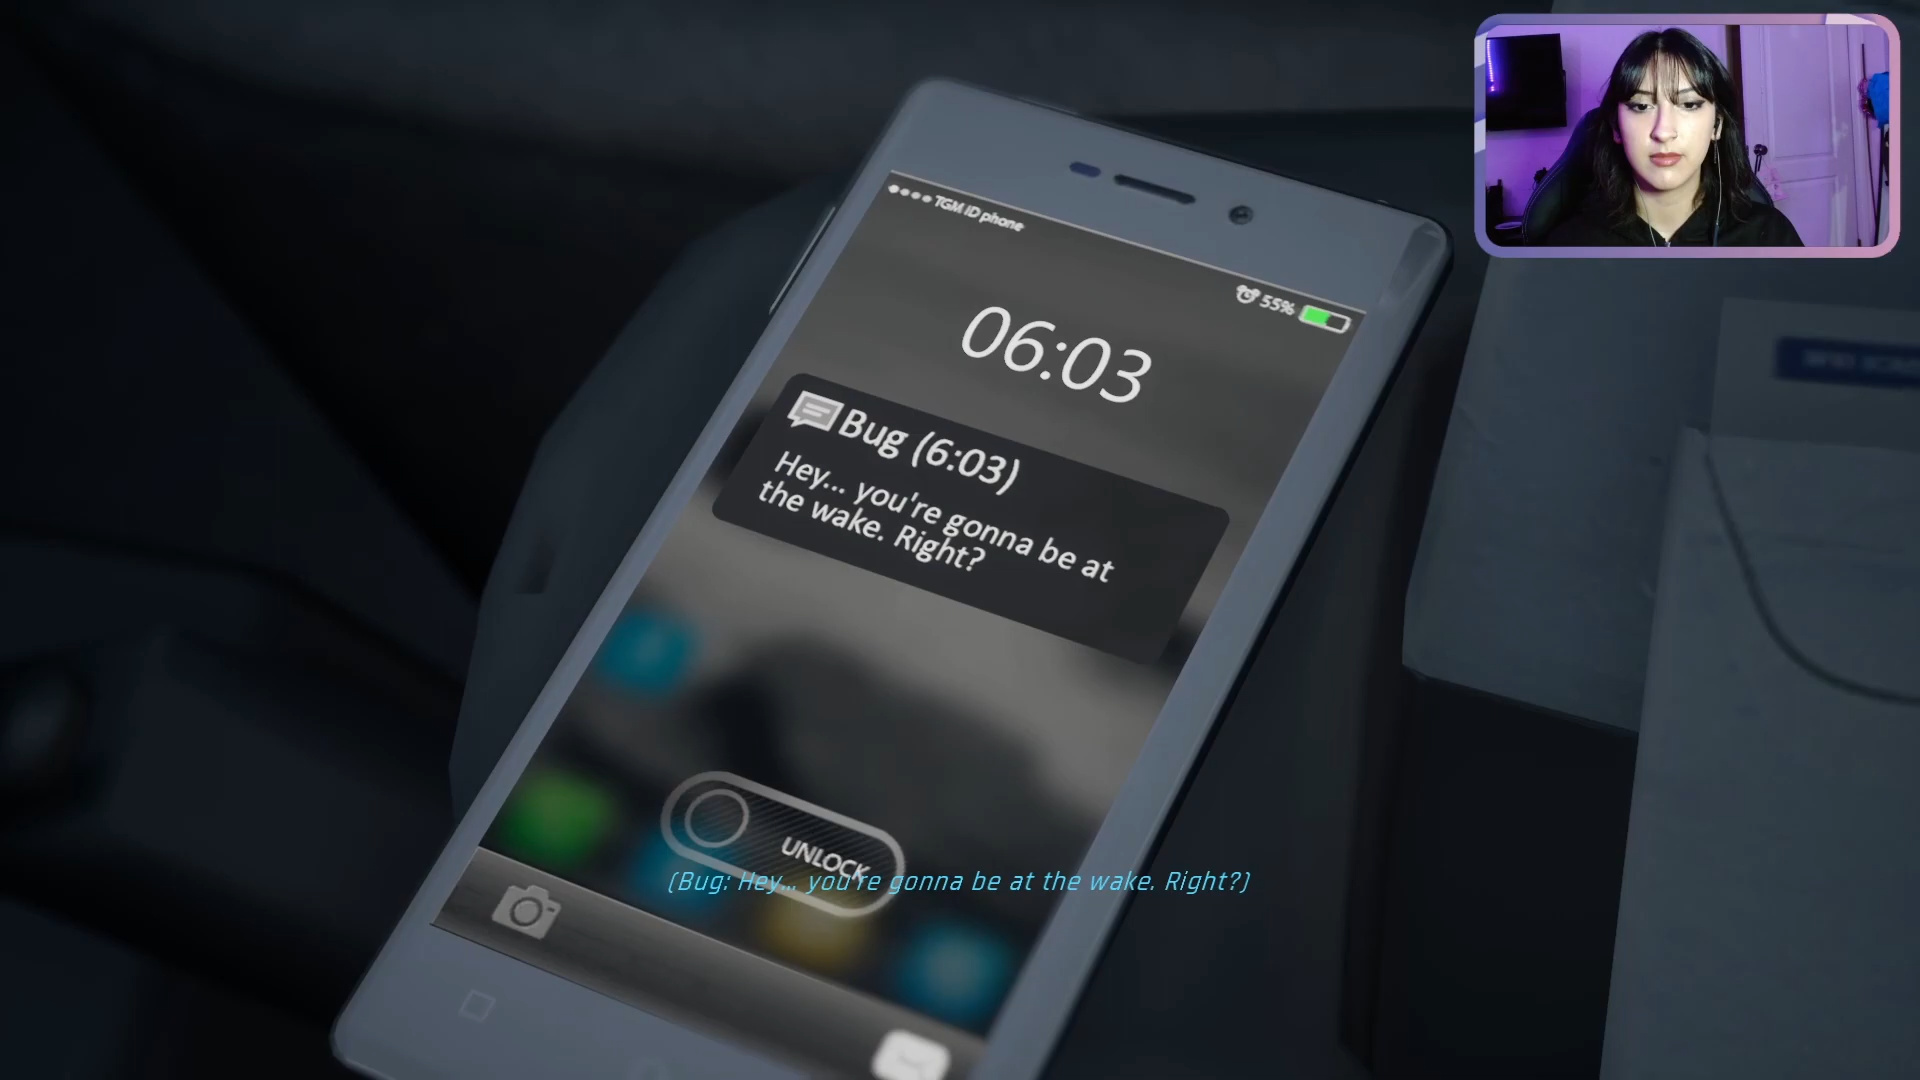 TGM ID phone
55%
06:03
Bug (6:03)
Hey... you're gonna be at
the wake. Right?
UNLOCK
(Bug: Hey... you're gonna be at the wake. Right?)